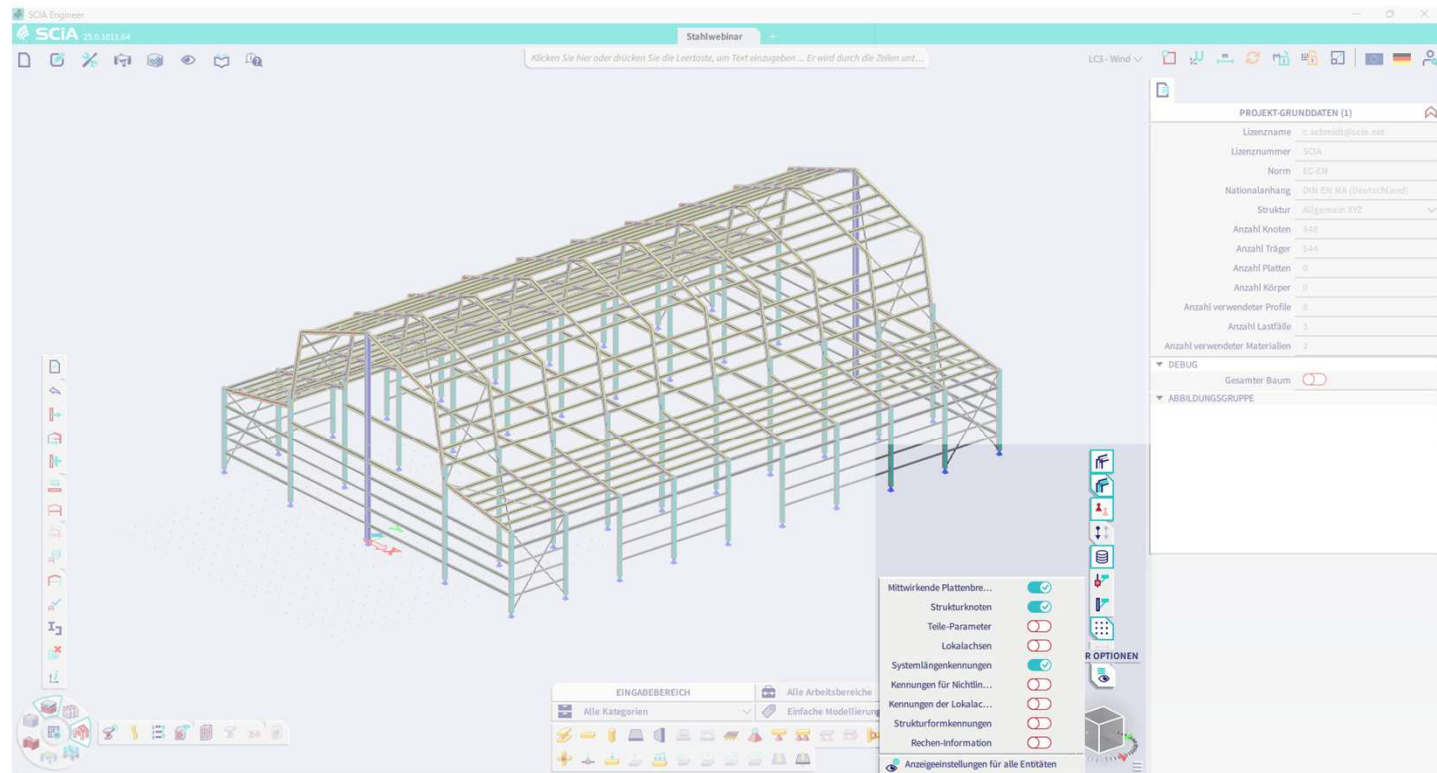 SCIA Engineer
SCIA 25.0.1011.64
Stahlwebinar
Klicken Sie hier oder drücken Sie die Leertaste, um Text einzugeben ... Er wird durch die Zeilen unt...
LC3 - Wind
PROJEKT-GRUNDDATEN (1)
Lizenzname c.schmidt@scia.net
Lizenznummer SCIA
Norm EC-EN
Nationalanhang DIN EN NA (Deutschland)
Struktur Allgemein XYZ
Anzahl Knoten 548
Anzahl Träger 544
Anzahl Platten 0
Anzahl Körper 0
Anzahl verwendeter Profile 8
Anzahl Lastfälle 3
Anzahl verwendeter Materialien 2
DEBUG
Gesamter Baum
ABBILDUNGSGRUPPE
Mittwirkende Plattenbre...
Strukturknoten
Teile-Parameter
Lokalachsen
Systemlängenkennungen
Kennungen für Nichtlin...
Kennungen der Lokalac...
Strukturformkennungen
Rechen-Information
Anzeigeeinstellungen für alle Entitäten
R OPTIONEN
EINGABEBEREICH
Alle Arbeitsbereiche
Alle Kategorien
Einfache Modellierung